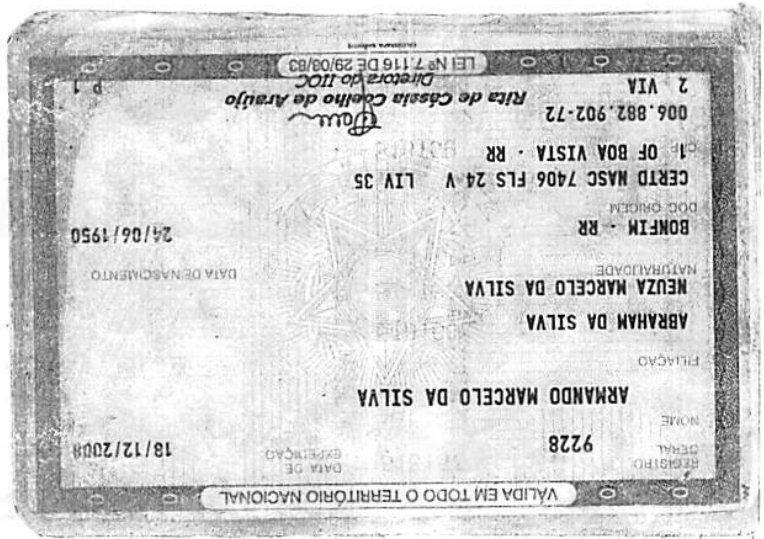 VÁLIDA EM TODO O TERRITÓRIO NACIONAL
REGISTRO GERAL 9228 DATA DE EXPEDIÇÃO 18/12/2008
NOME
ARMANDO MARCELO DA SILVA
FILIAÇÃO
ABRAHAM DA SILVA
NEUZA MARCELO DA SILVA
NATURALIDADE DATA DE NASCIMENTO
BONFIM - RR 24/06/1950
DOC ORIGEM
CERTD NASC 7406 FLS 24 V LIV 35
1 OF BOA VISTA - RR
CPF
006.882.902-72
2 VIA P 1
Rita de Cássia Coelho de Araújo
Diretora do IIOC
LEI Nº 7.116 DE 29/08/83